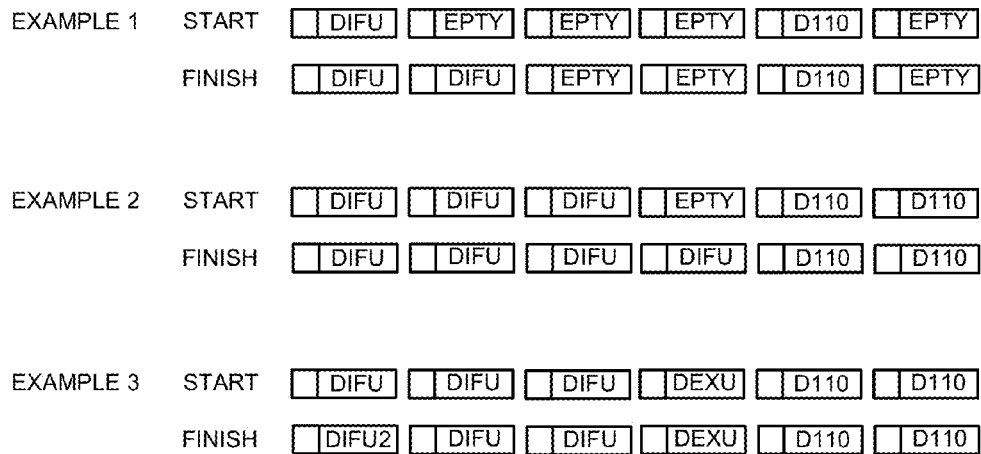 EXAMPLE 1 START DIFU EPTY EPTY EPTY D110 EPTY
FINISH DIFU DIFU EPTY EPTY D110 EPTY
EXAMPLE 2 START DIFU DIFU DIFU EPTY D110 D110
FINISH DIFU DIFU DIFU DIFU D110 D110
EXAMPLE 3 START DIFU DIFU DIFU DEXU D110 D110
FINISH DIFU2 DIFU DIFU DEXU D110 D110